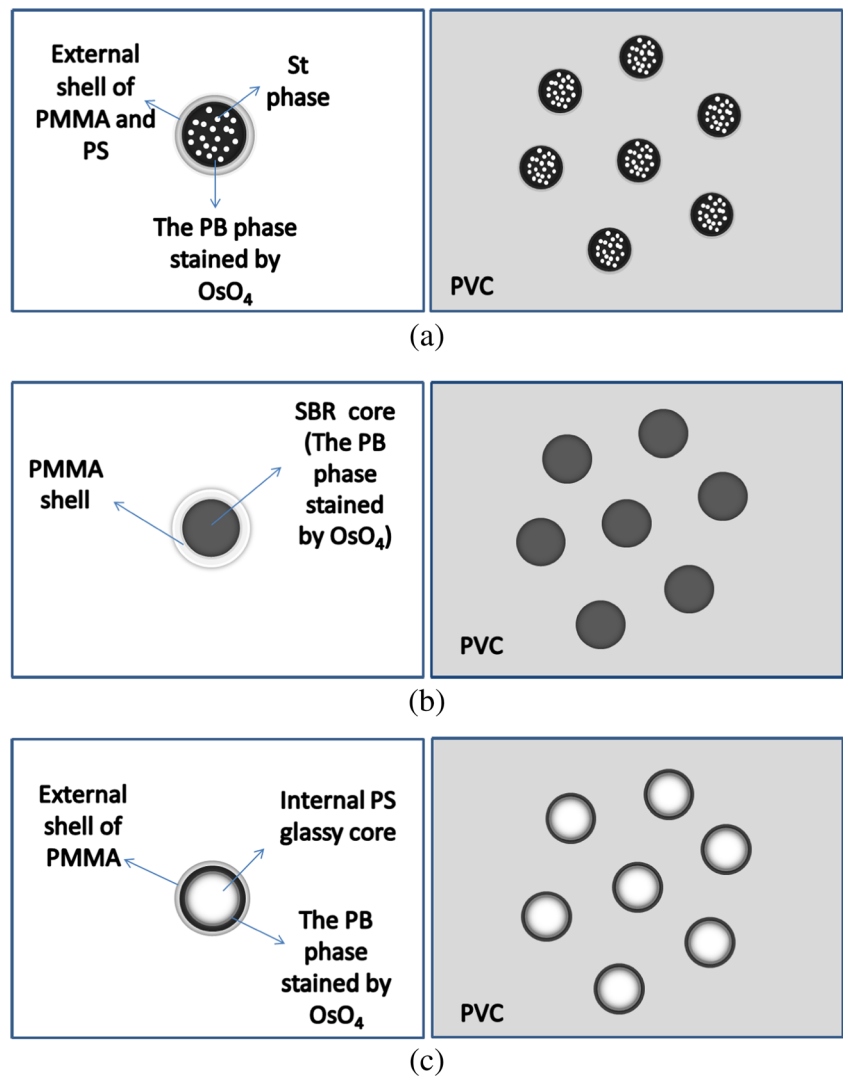 External
shell of
PMMA and
PS
St
phase
The PB phase
stained by
OsO4
PVC
(a)
PMMA
shell
SBR core
(The PB
phase
stained
by OsO4)
PVC
(b)
External
shell of
PMMA
Internal PS
glassy core
The PB
phase
stained by
OsO4
PVC
(c)